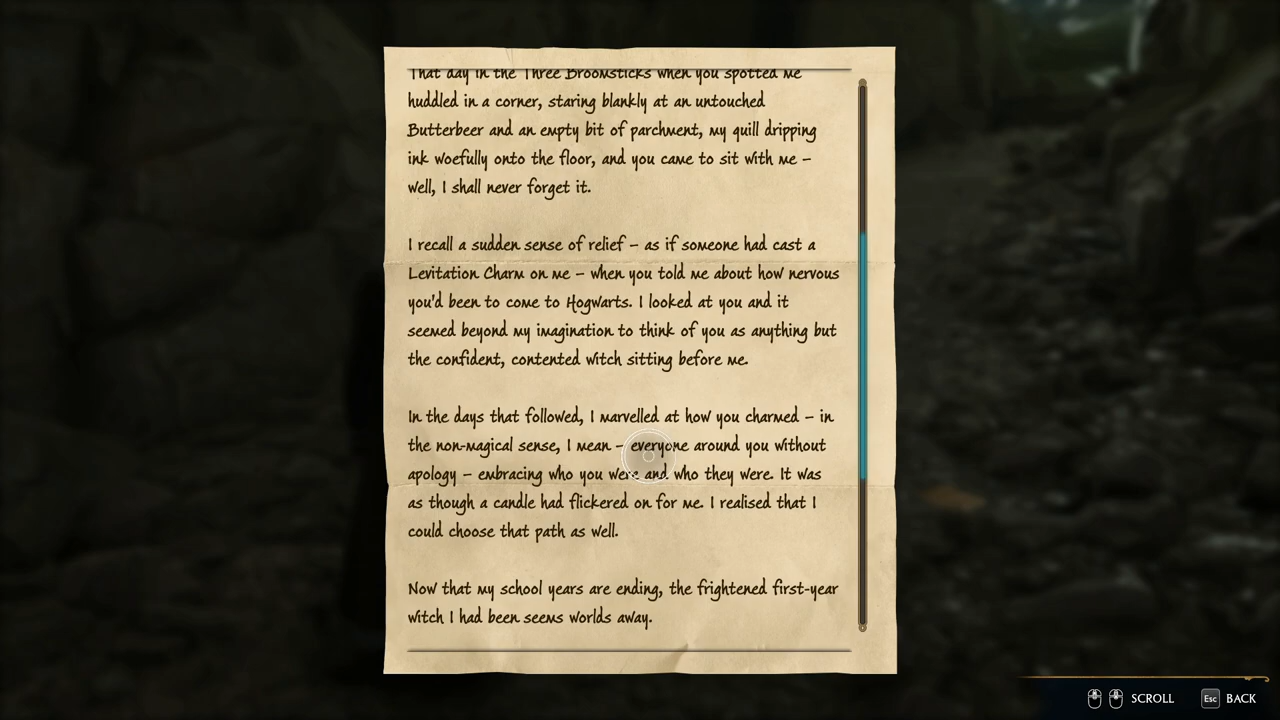 That day in the Three Broomsticks when you spotted me
huddled in a corner, staring blankly at an untouched
Butterbeer and an empty bit of parchment, my quill dripping
ink woefully onto the floor, and you came to sit with me –
well, I shall never forget it.
I recall a sudden sense of relief – as if someone had cast a
Levitation Charm on me – when you told me about how nervous
you'd been to come to Hogwarts. I looked at you and it
seemed beyond my imagination to think of you as anything but
the confident, contented witch sitting before me.
In the days that followed, I marvelled at how you charmed – in
the non-magical sense, I mean – everyone around you without
apology – embracing who you were and who they were. It was
as though a candle had flickered on for me. I realised that I
could choose that path as well.
Now that my school years are ending, the frightened first-year
witch I had been seems worlds away.
SCROLL
Esc BACK